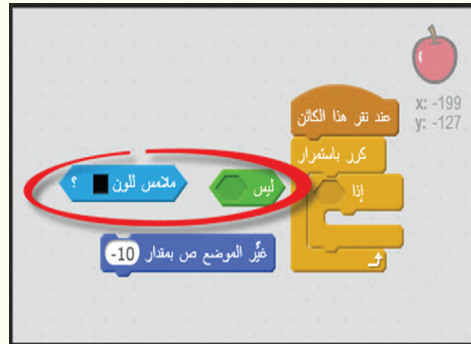 x: -199
y: -127
عند نقر هذا الكائن
كرر باستمرار
إذا
ليس
ملامس للون ؟
غيِّر الموضع ص بمقدار -10